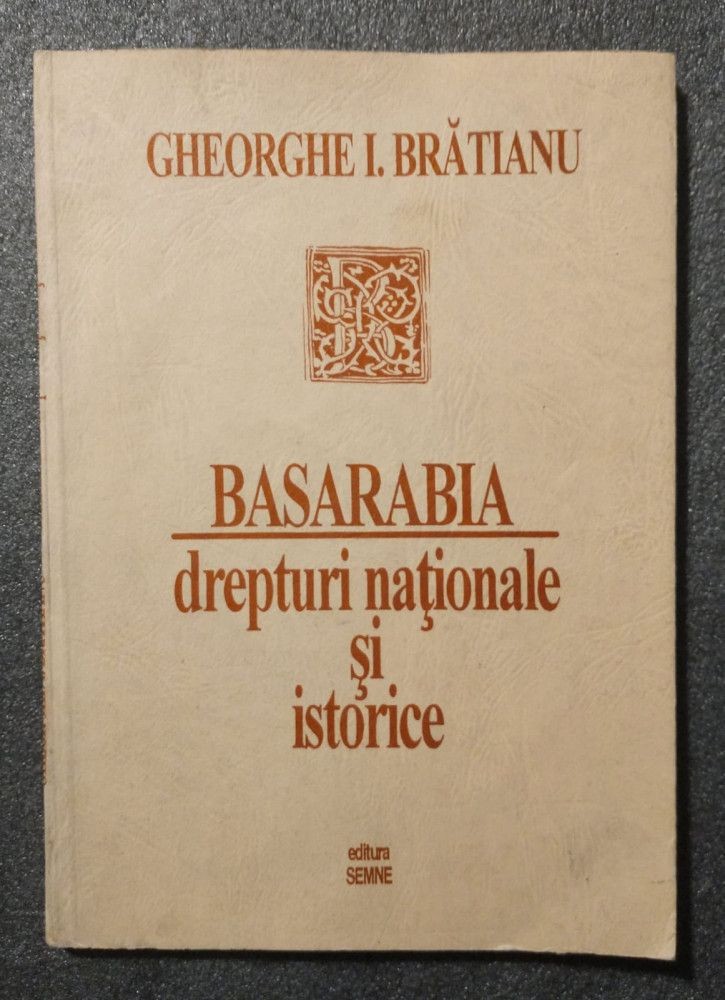 GHEORGHE I. BRĂTIANU
BASARABIA
drepturi naţionale
şi
istorice
editura
SEMNE